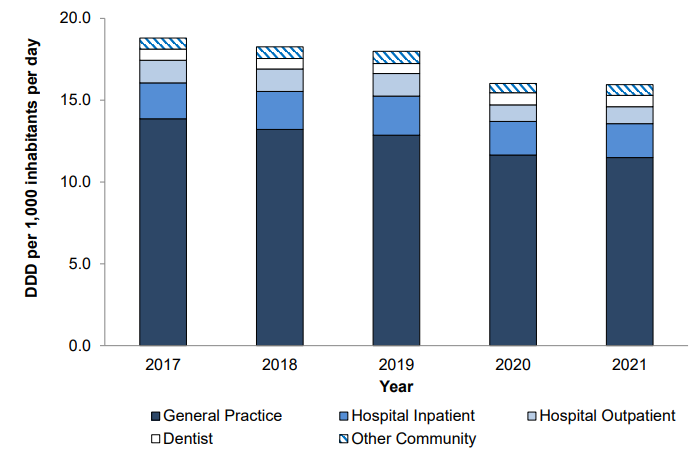 20.0
15.0
10.0
5.0
0.0
DDD per 1,000 inhabitants per day
2017 2018 2019 2020 2021
Year
General Practice Hospital Inpatient Hospital Outpatient
Dentist Other Community